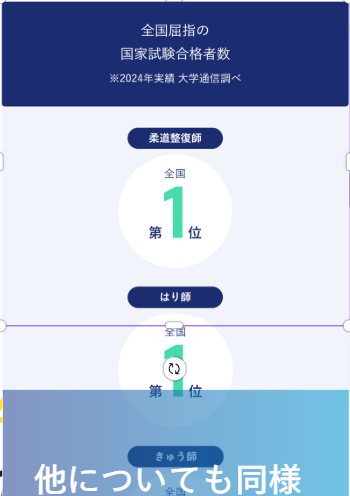 全国屈指の
国家試験合格者数
※2024年実績 大学通信調べ
柔道整復師
全国
第1位
はり師
全国
第1位
きゅう師
他についても同様
全国